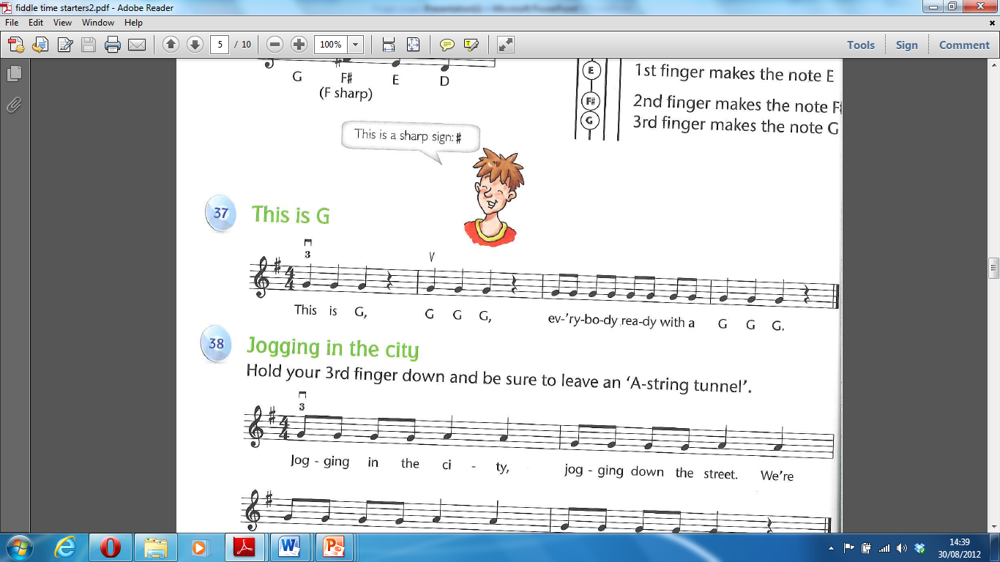 fiddle time starters2.pdf - Adobe Reader
File Edit View Window Help
5 / 10 100% Tools Sign Comment
G F♯ E D
(F sharp)
E 1st finger makes the note E
F♯ 2nd finger makes the note F♯
G 3rd finger makes the note G
This is a sharp sign: ♯
37 This is G
3 V
4
4
This is G, G G G, ev-'ry-bo-dy rea-dy with a G G G.
38 Jogging in the city
Hold your 3rd finger down and be sure to leave an 'A-string tunnel'.
3
4
4
Jog - ging in the ci - ty, jog - ging down the street. We're
14:39
30/08/2012